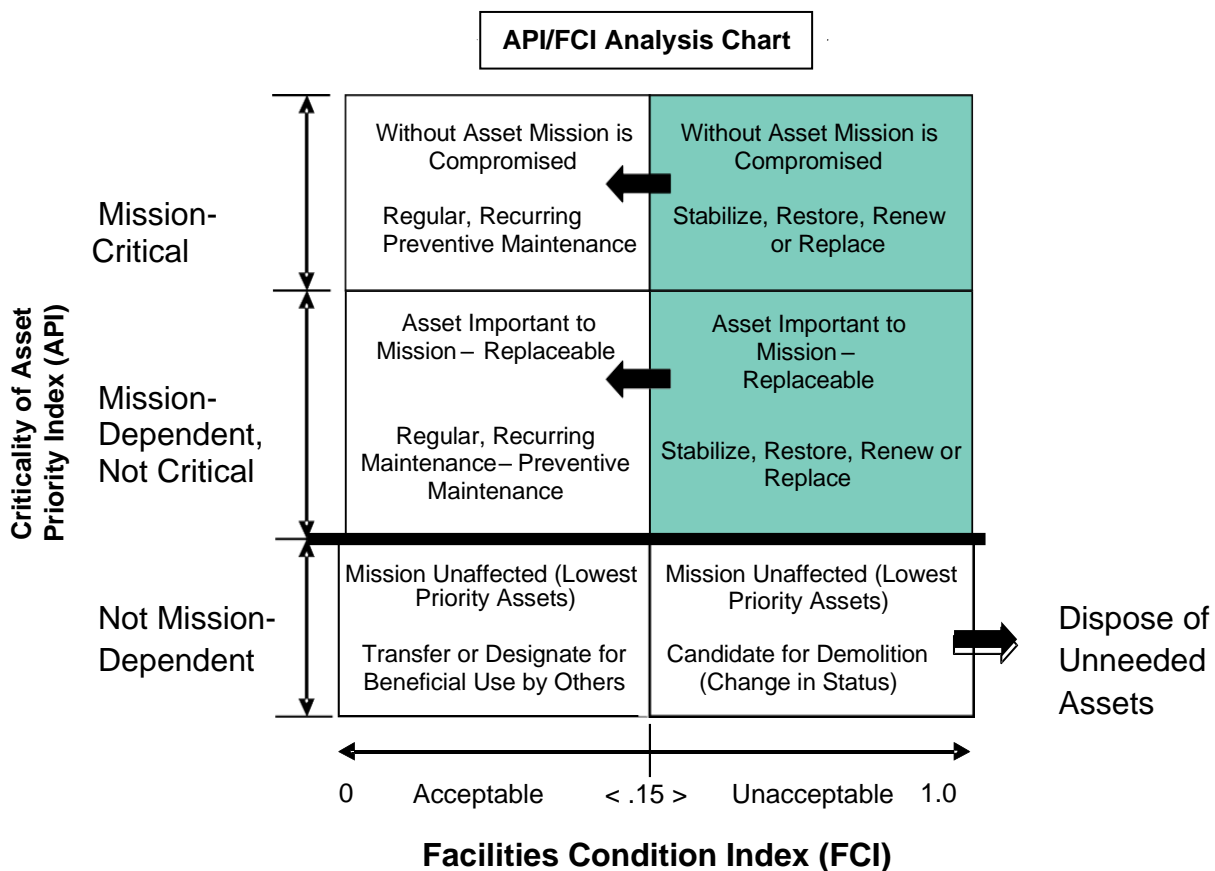 API/FCI Analysis Chart
Criticality of Asset
Priority Index (API)
Mission-
Critical
Without Asset Mission is
Compromised
Regular, Recurring
Preventive Maintenance
Without Asset Mission is
Compromised
Stabilize, Restore, Renew
or Replace
Mission-
Dependent,
Not Critical
Asset Important to
Mission – Replaceable
Regular, Recurring
Maintenance – Preventive
Maintenance
Asset Important to
Mission –
Replaceable
Stabilize, Restore, Renew or
Replace
Not Mission-
Dependent
Mission Unaffected (Lowest
Priority Assets)
Transfer or Designate for
Beneficial Use by Others
Mission Unaffected (Lowest
Priority Assets)
Candidate for Demolition
(Change in Status)
Dispose of
Unneeded
Assets
0 Acceptable < .15 > Unacceptable 1.0
Facilities Condition Index (FCI)